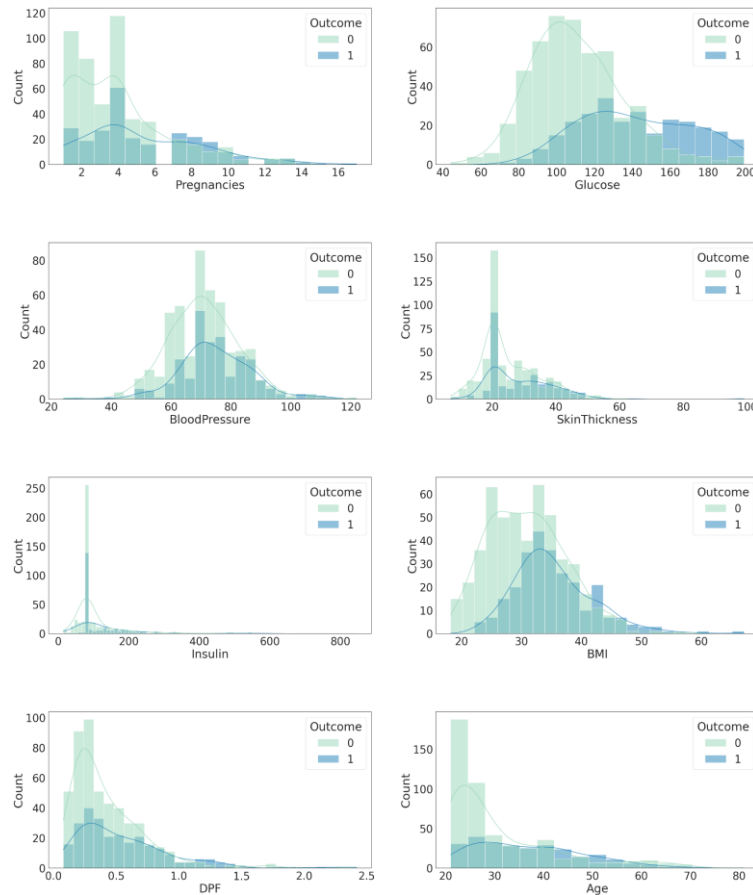 Outcome
0
1
120
100
80
60
40
20
0
Count
2 4 6 8 10 12 14 16
Pregnancies
Outcome
0
1
60
40
20
0
Count
40 60 80 100 120 140 160 180 200
Glucose
Outcome
0
1
80
60
40
20
0
Count
20 40 60 80 100 120
BloodPressure
Outcome
0
1
150
125
100
75
50
25
0
Count
20 40 60 80 100
SkinThickness
Outcome
0
1
250
200
150
100
50
0
Count
0 200 400 600 800
Insulin
Outcome
0
1
60
50
40
30
20
10
0
Count
20 30 40 50 60
BMI
Outcome
0
1
100
80
60
40
20
0
Count
0.0 0.5 1.0 1.5 2.0 2.5
DPF
Outcome
0
1
150
100
50
0
Count
20 30 40 50 60 70 80
Age